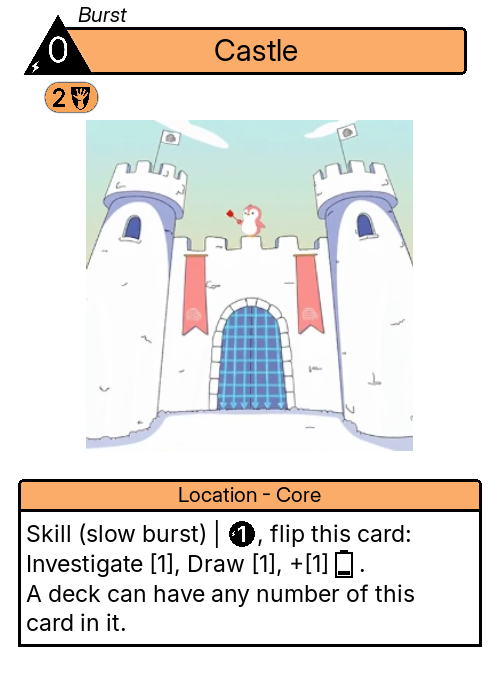 Burst
0
Castle
2
Location - Core
Skill (slow burst) | 1, flip this card:
Investigate [1], Draw [1], +[1] .
A deck can have any number of this
card in it.